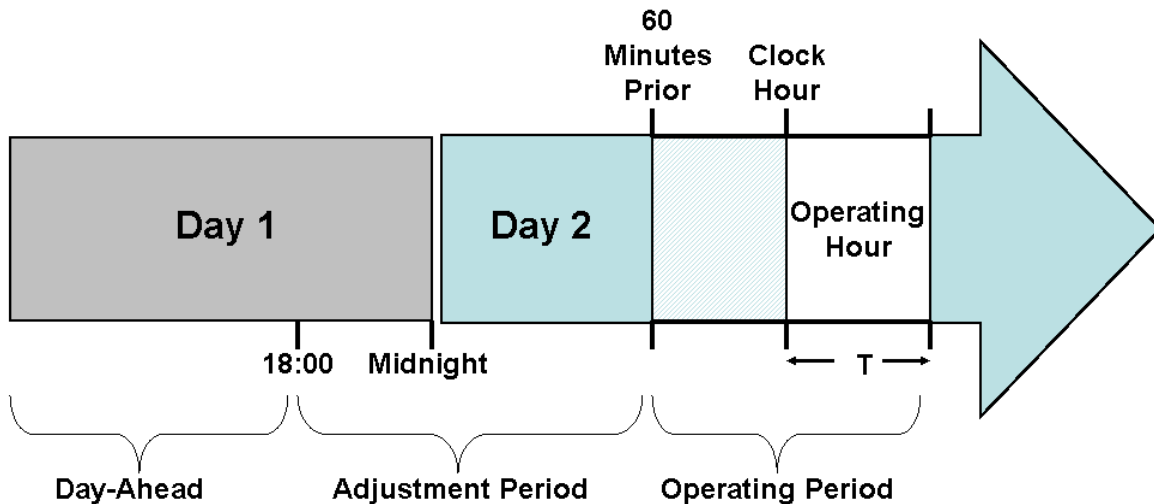 60
Minutes
Prior
Clock
Hour
Day 1
Day 2
Operating
Hour
18:00
Midnight
T
Day-Ahead
Adjustment Period
Operating Period